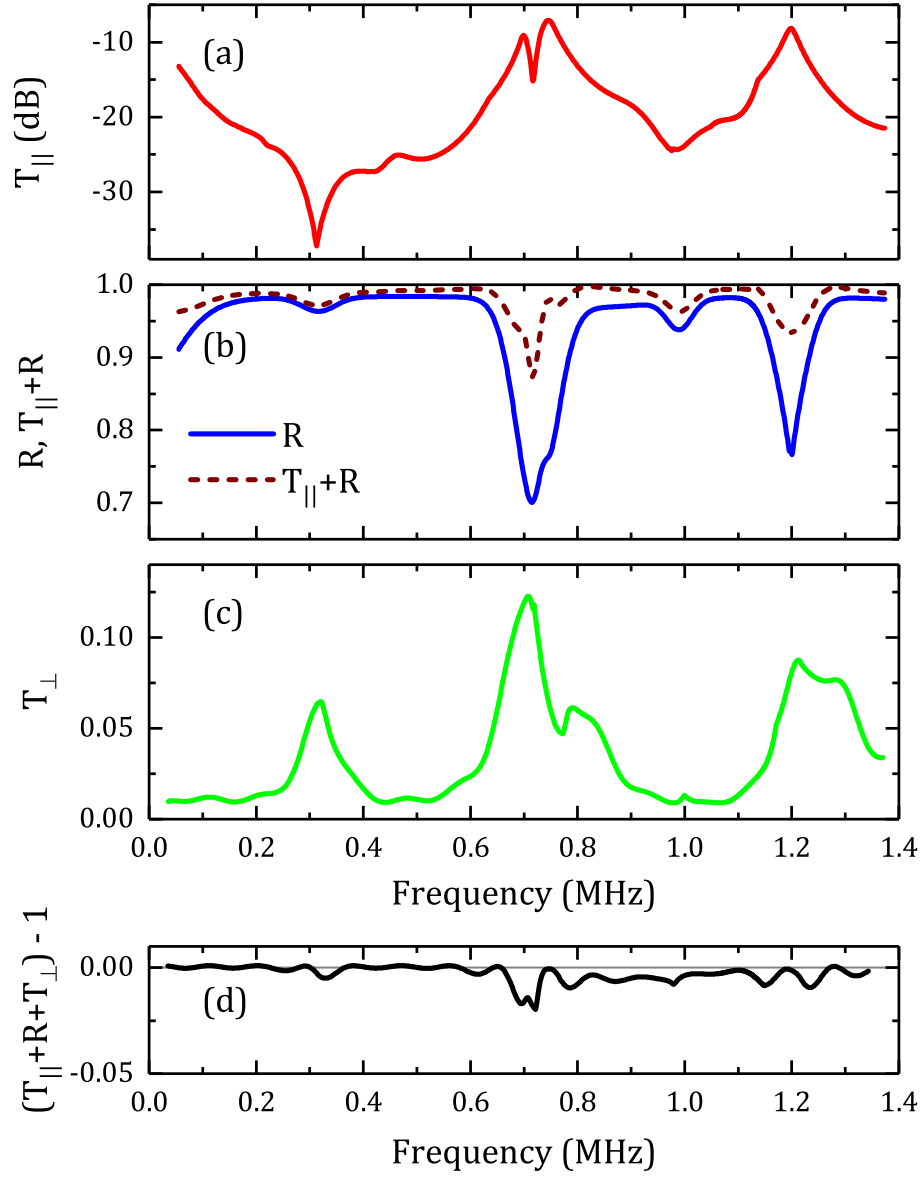 T|| (dB)
(a)
-10
-20
-30
R, T||+R
(b)
1.0
0.9
0.8
0.7
R
T||+R
T⊥
(c)
0.10
0.05
0.00
0.0 0.2 0.4 0.6 0.8 1.0 1.2 1.4
Frequency (MHz)
(T||+R+T⊥) - 1
(d)
0.00
-0.05
0.0 0.2 0.4 0.6 0.8 1.0 1.2 1.4
Frequency (MHz)